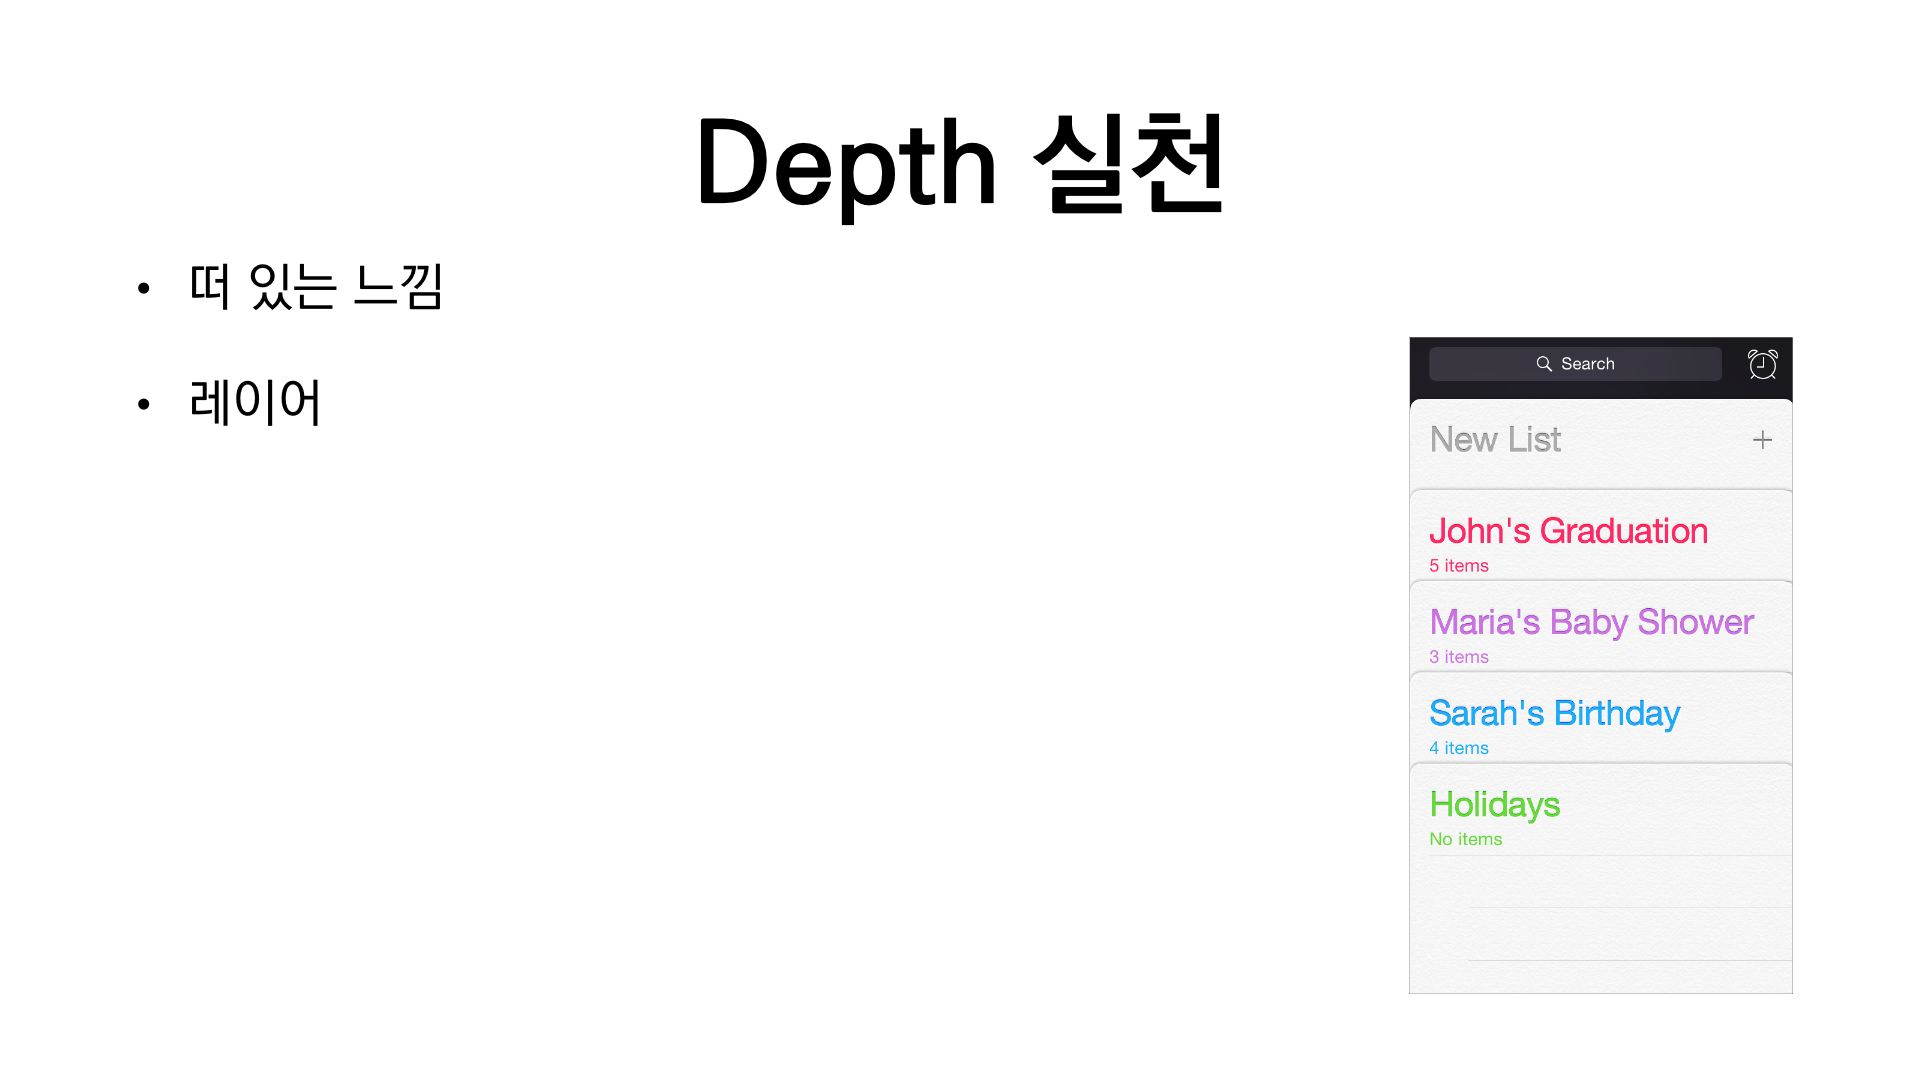 Depth 실천
• 떠 있는 느낌
• 레이어
Search
New List +
John's Graduation
5 items
Maria's Baby Shower
3 items
Sarah's Birthday
4 items
Holidays
No items